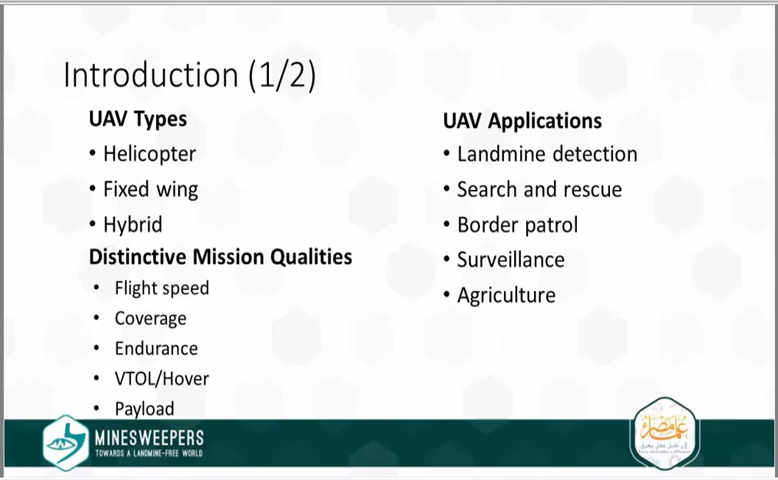 Introduction (1/2)
UAV Types
• Helicopter
• Fixed wing
• Hybrid
Distinctive Mission Qualities
• Flight speed
• Coverage
• Endurance
• VTOL/Hover
• Payload
UAV Applications
• Landmine detection
• Search and rescue
• Border patrol
• Surveillance
• Agriculture
MINESWEEPERS
TOWARDS A LANDMINE-FREE WORLD